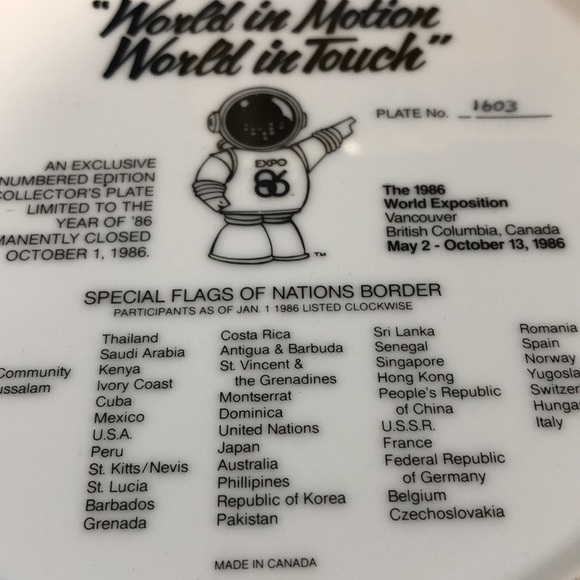 "World in Motion
World in Touch"
PLATE No. 1603
EXPO
86
TM
AN EXCLUSIVE
NUMBERED EDITION
COLLECTOR'S PLATE
LIMITED TO THE
YEAR OF '86
MANENTLY CLOSED
OCTOBER 1, 1986.
The 1986
World Exposition
Vancouver
British Columbia, Canada
May 2 - October 13, 1986
SPECIAL FLAGS OF NATIONS BORDER
PARTICIPANTS AS OF JAN. 1 1986 LISTED CLOCKWISE
Community
ussalam
Thailand
Saudi Arabia
Kenya
Ivory Coast
Cuba
Mexico
U.S.A.
Peru
St. Kitts/Nevis
St. Lucia
Barbados
Grenada
Costa Rica
Antigua & Barbuda
St. Vincent &
the Grenadines
Montserrat
Dominica
United Nations
Japan
Australia
Phillipines
Republic of Korea
Pakistan
Sri Lanka
Senegal
Singapore
Hong Kong
People's Republic
of China
U.S.S.R.
France
Federal Republic
of Germany
Belgium
Czechoslovakia
Romania
Spain
Norway
Yugosla
Switzer
Hunga
Italy
MADE IN CANADA